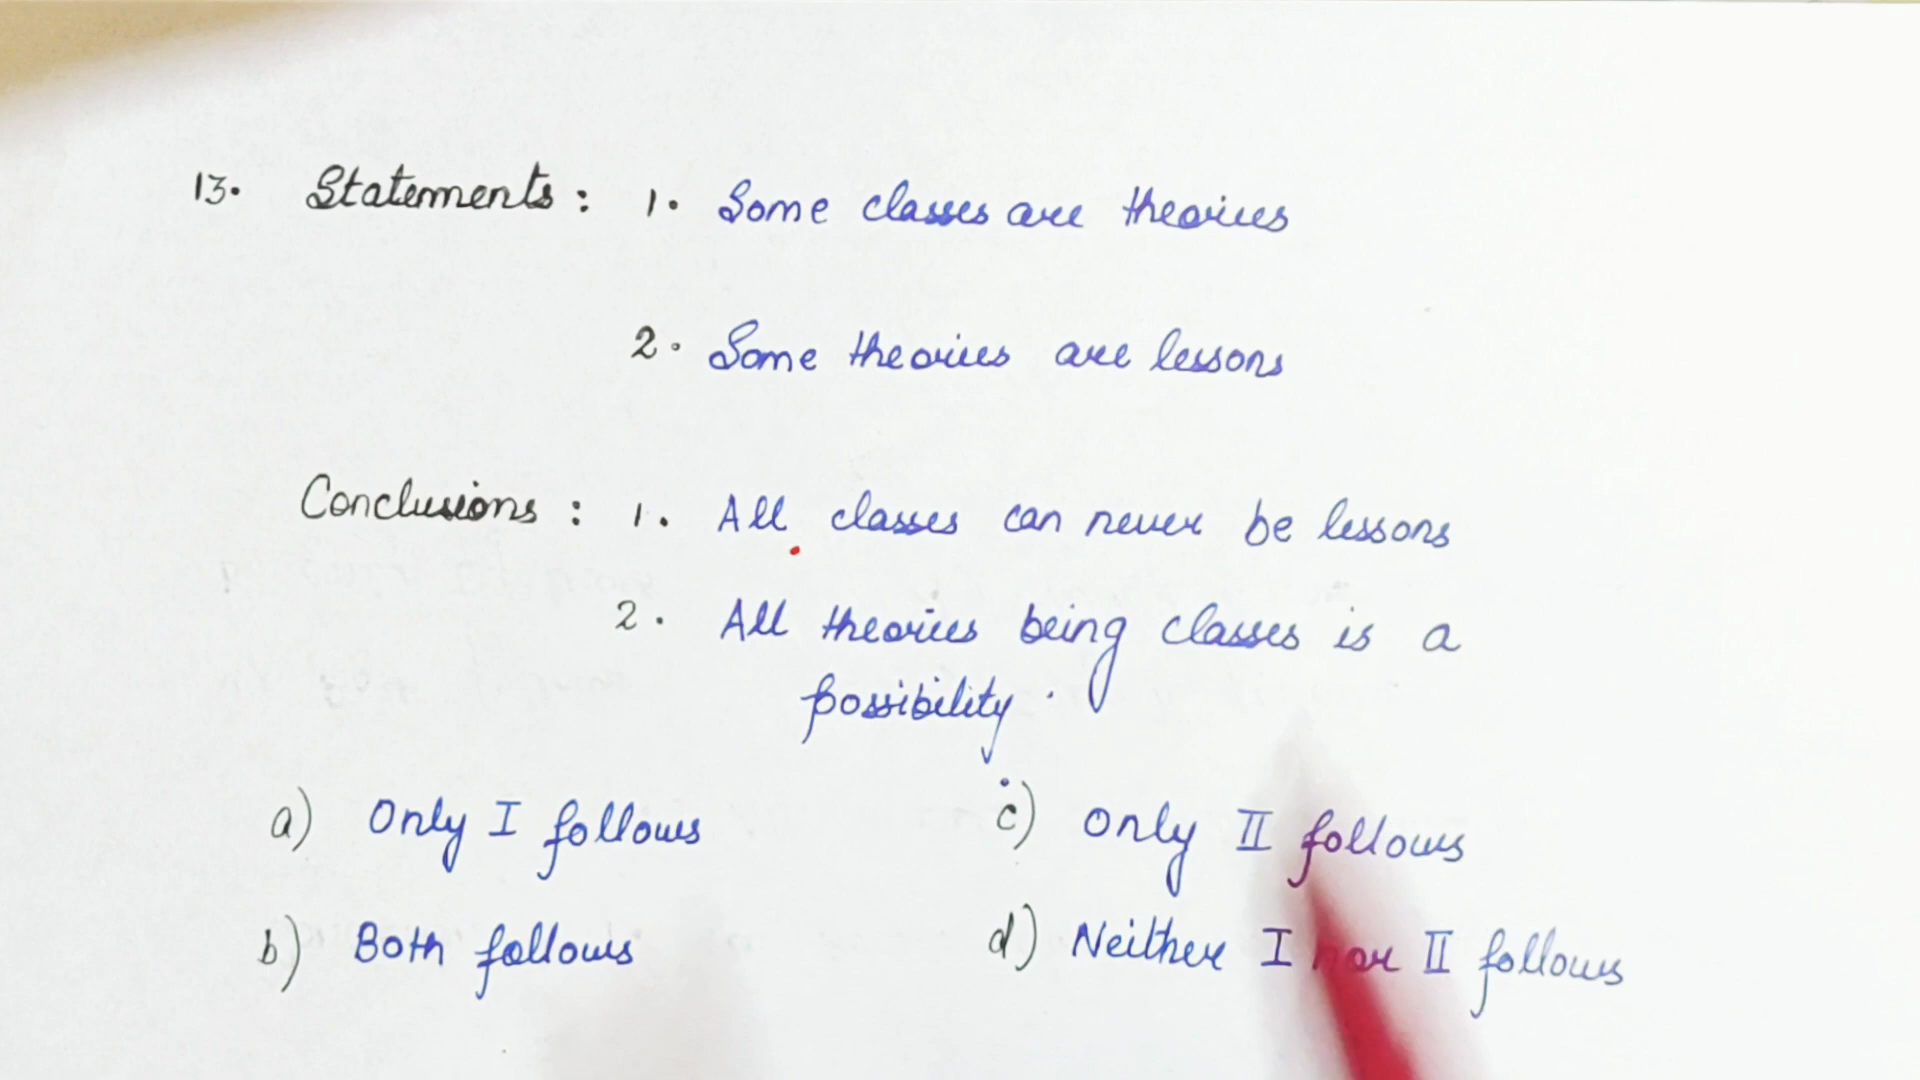 13. Statements : 1. Some classes are theories
2. Some theories are lessons
Conclusions : 1. All classes can never be lessons
2. All theories being classes is a
possibility.
a) Only I follows
c) Only II follows
b) Both follows
d) Neither I nor II follows